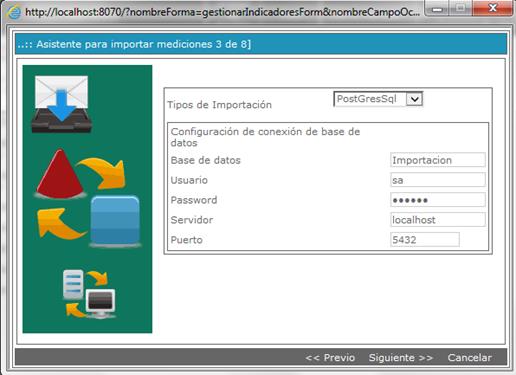 http://localhost:8070/?nombreForma=gestionarIndicadoresForm&nombreCampoOc...
..:: Asistente para importar mediciones 3 de 8]
Tipos de Importación PostGresSql
Configuración de conexión de base de
datos
Base de datos Importacion
Usuario sa
Password ••••••
Servidor localhost
Puerto 5432
<< Previo Siguiente >> Cancelar